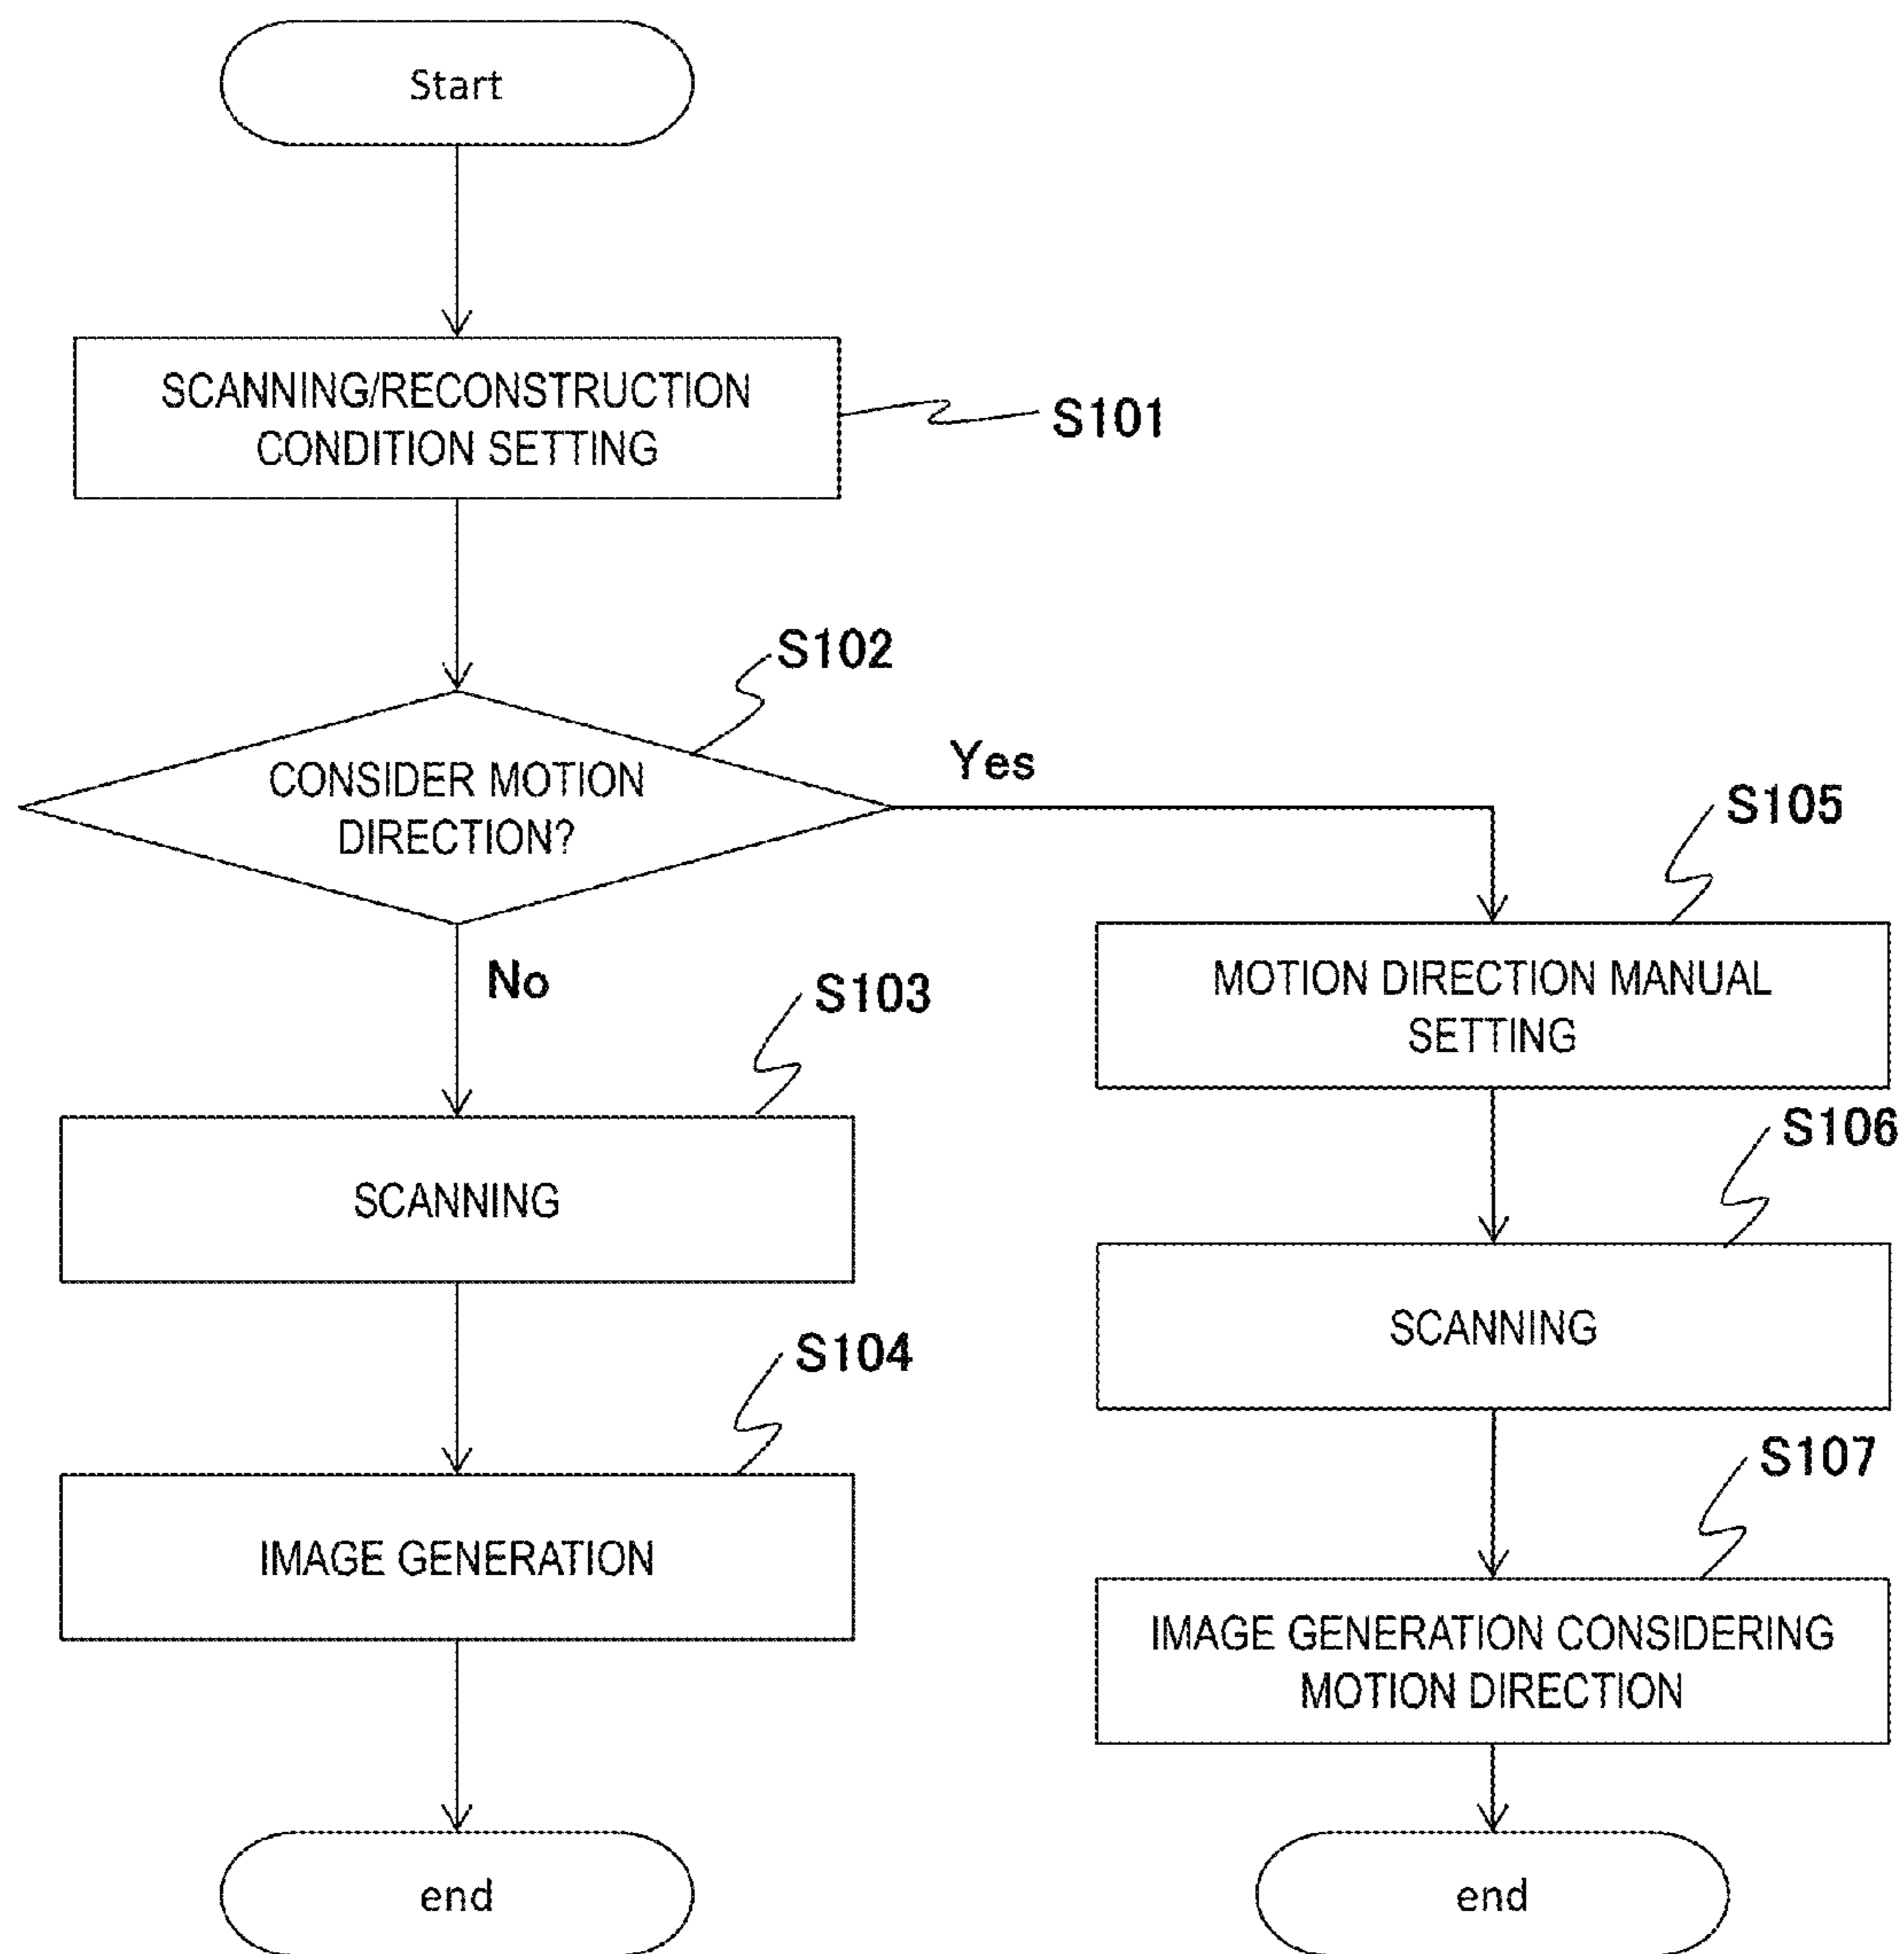 Start
SCANNING/RECONSTRUCTION
CONDITION SETTING
S101
S102
CONSIDER MOTION
DIRECTION?
Yes
No
S103
SCANNING
S104
IMAGE GENERATION
end
S105
MOTION DIRECTION MANUAL
SETTING
S106
SCANNING
S107
IMAGE GENERATION CONSIDERING
MOTION DIRECTION
end